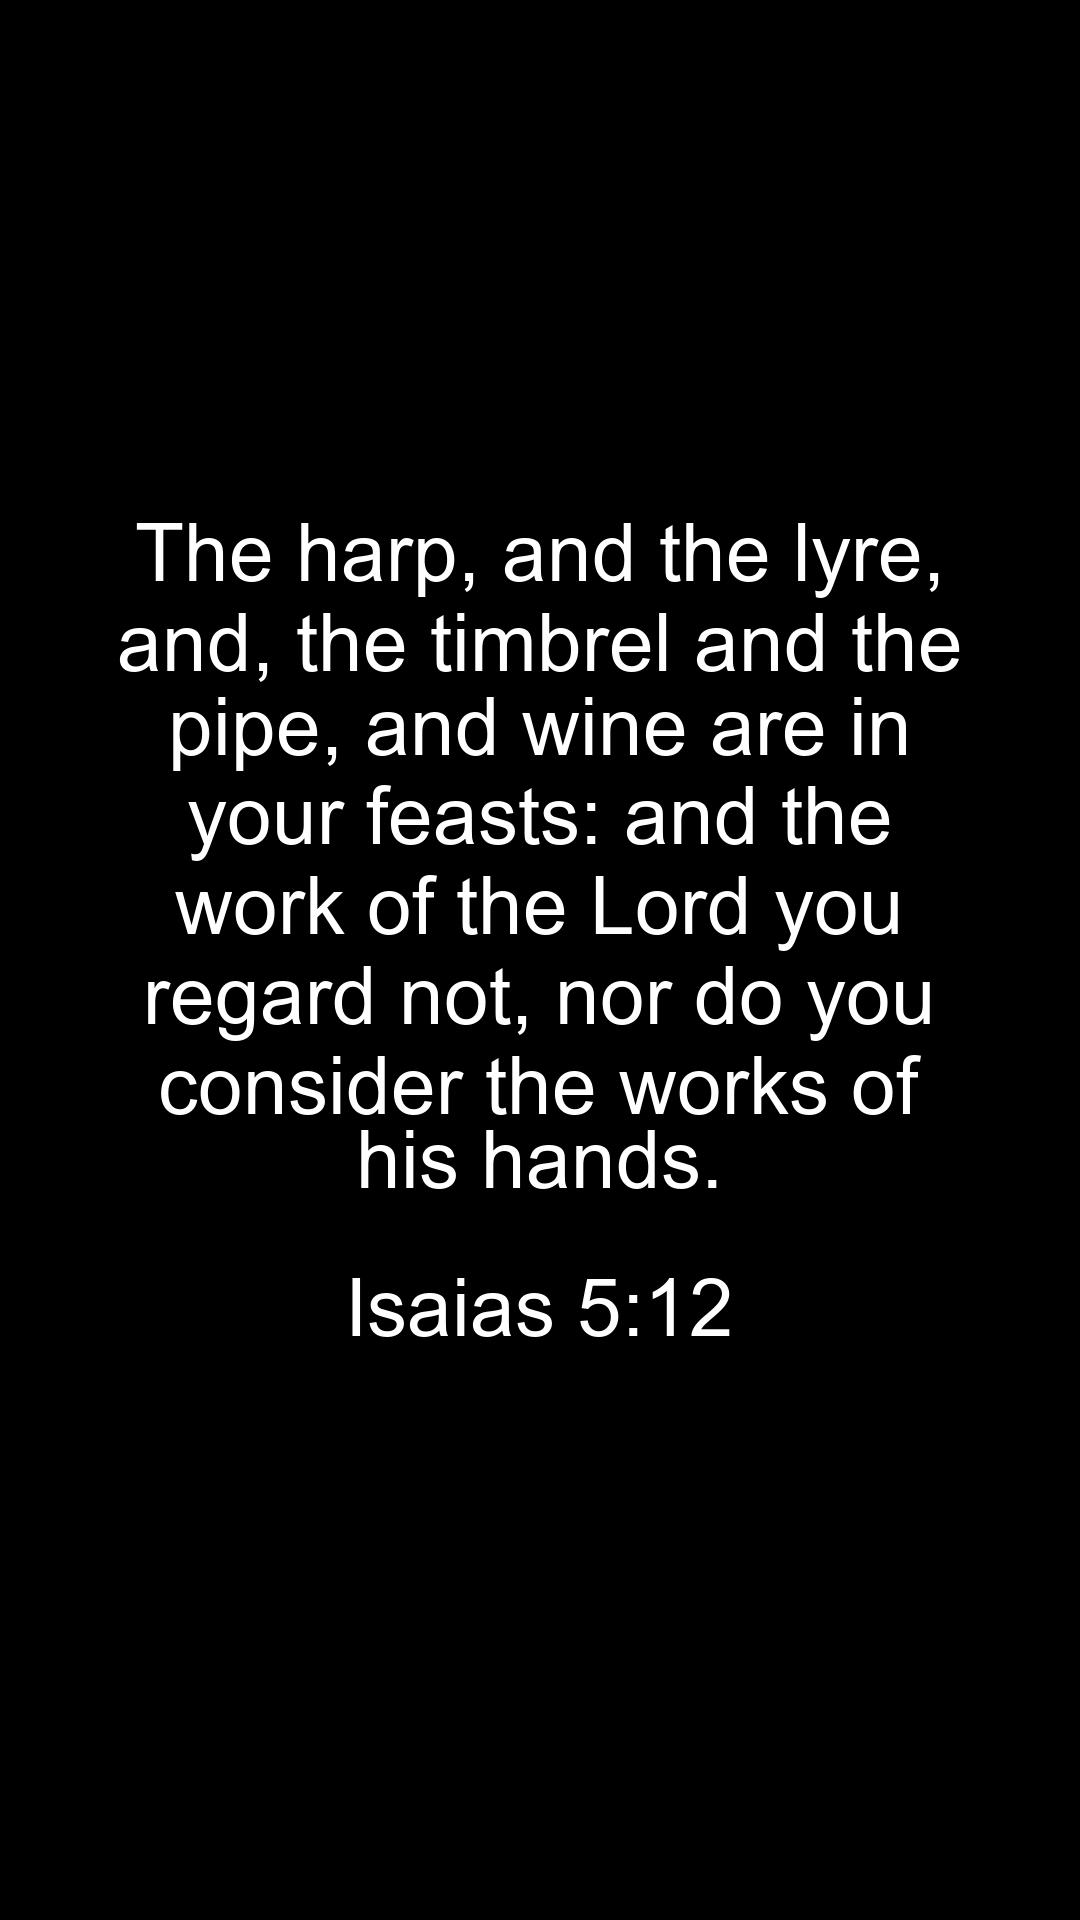 The harp, and the lyre,
and, the timbrel and the
pipe, and wine are in
your feasts: and the
work of the Lord you
regard not, nor do you
consider the works of
his hands.
Isaias 5:12